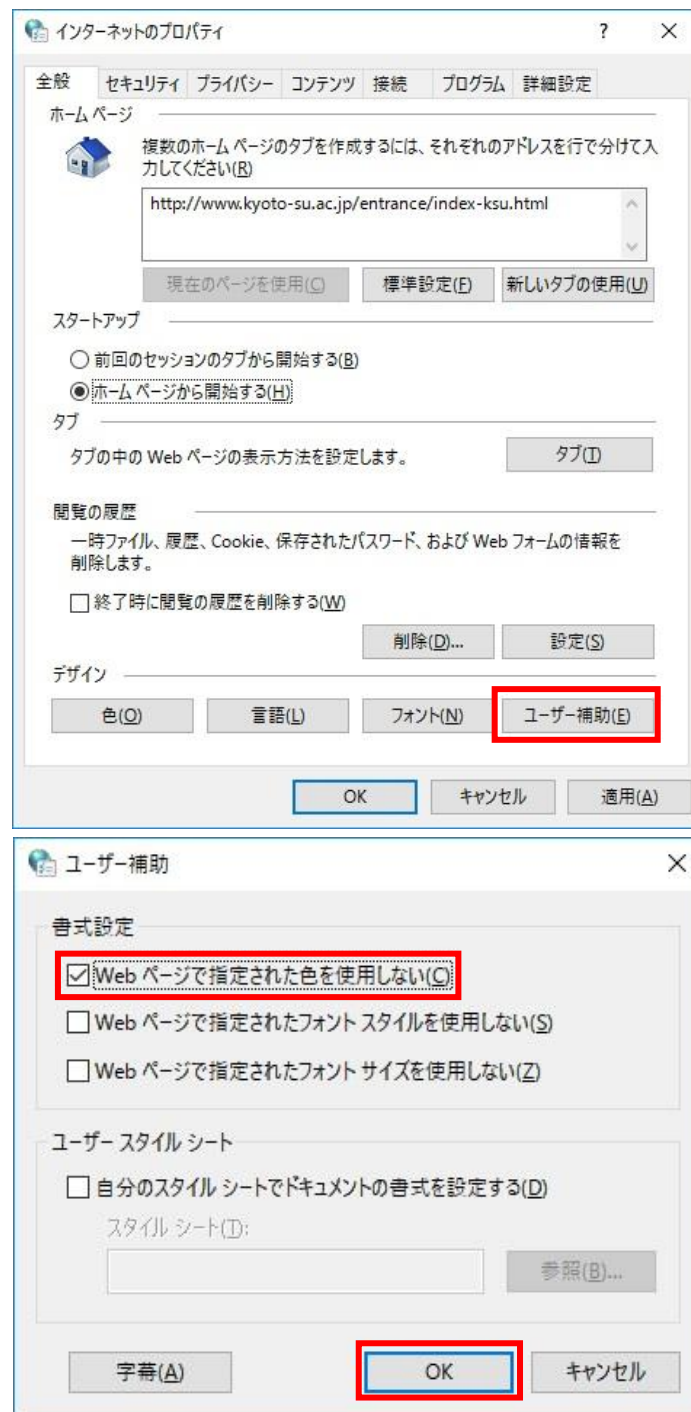 インターネットのプロパティ
全般 セキュリティ プライバシー コンテンツ 接続 プログラム 詳細設定
ホーム ページ
複数のホーム ページのタブを作成するには、それぞれのアドレスを行で分けて入
力してください(R)
http://www.kyoto-su.ac.jp/entrance/index-ksu.html
現在のページを使用(C) 標準設定(F) 新しいタブの使用(U)
スタートアップ
前回のセッションのタブから開始する(B)
ホーム ページから開始する(H)
タブ
タブの中の Web ページの表示方法を設定します。 タブ(T)
閲覧の履歴
一時ファイル、履歴、Cookie、保存されたパスワード、および Web フォームの情報を
削除します。
終了時に閲覧の履歴を削除する(W)
削除(D)... 設定(S)
デザイン
色(O) 言語(L) フォント(N) ユーザー補助(E)
OK キャンセル 適用(A)
ユーザー補助
書式設定
Web ページで指定された色を使用しない(C)
Web ページで指定されたフォント スタイルを使用しない(S)
Web ページで指定されたフォント サイズを使用しない(Z)
ユーザー スタイル シート
自分のスタイル シートでドキュメントの書式を設定する(D)
スタイル シート(T):
参照(B)...
字幕(A) OK キャンセル